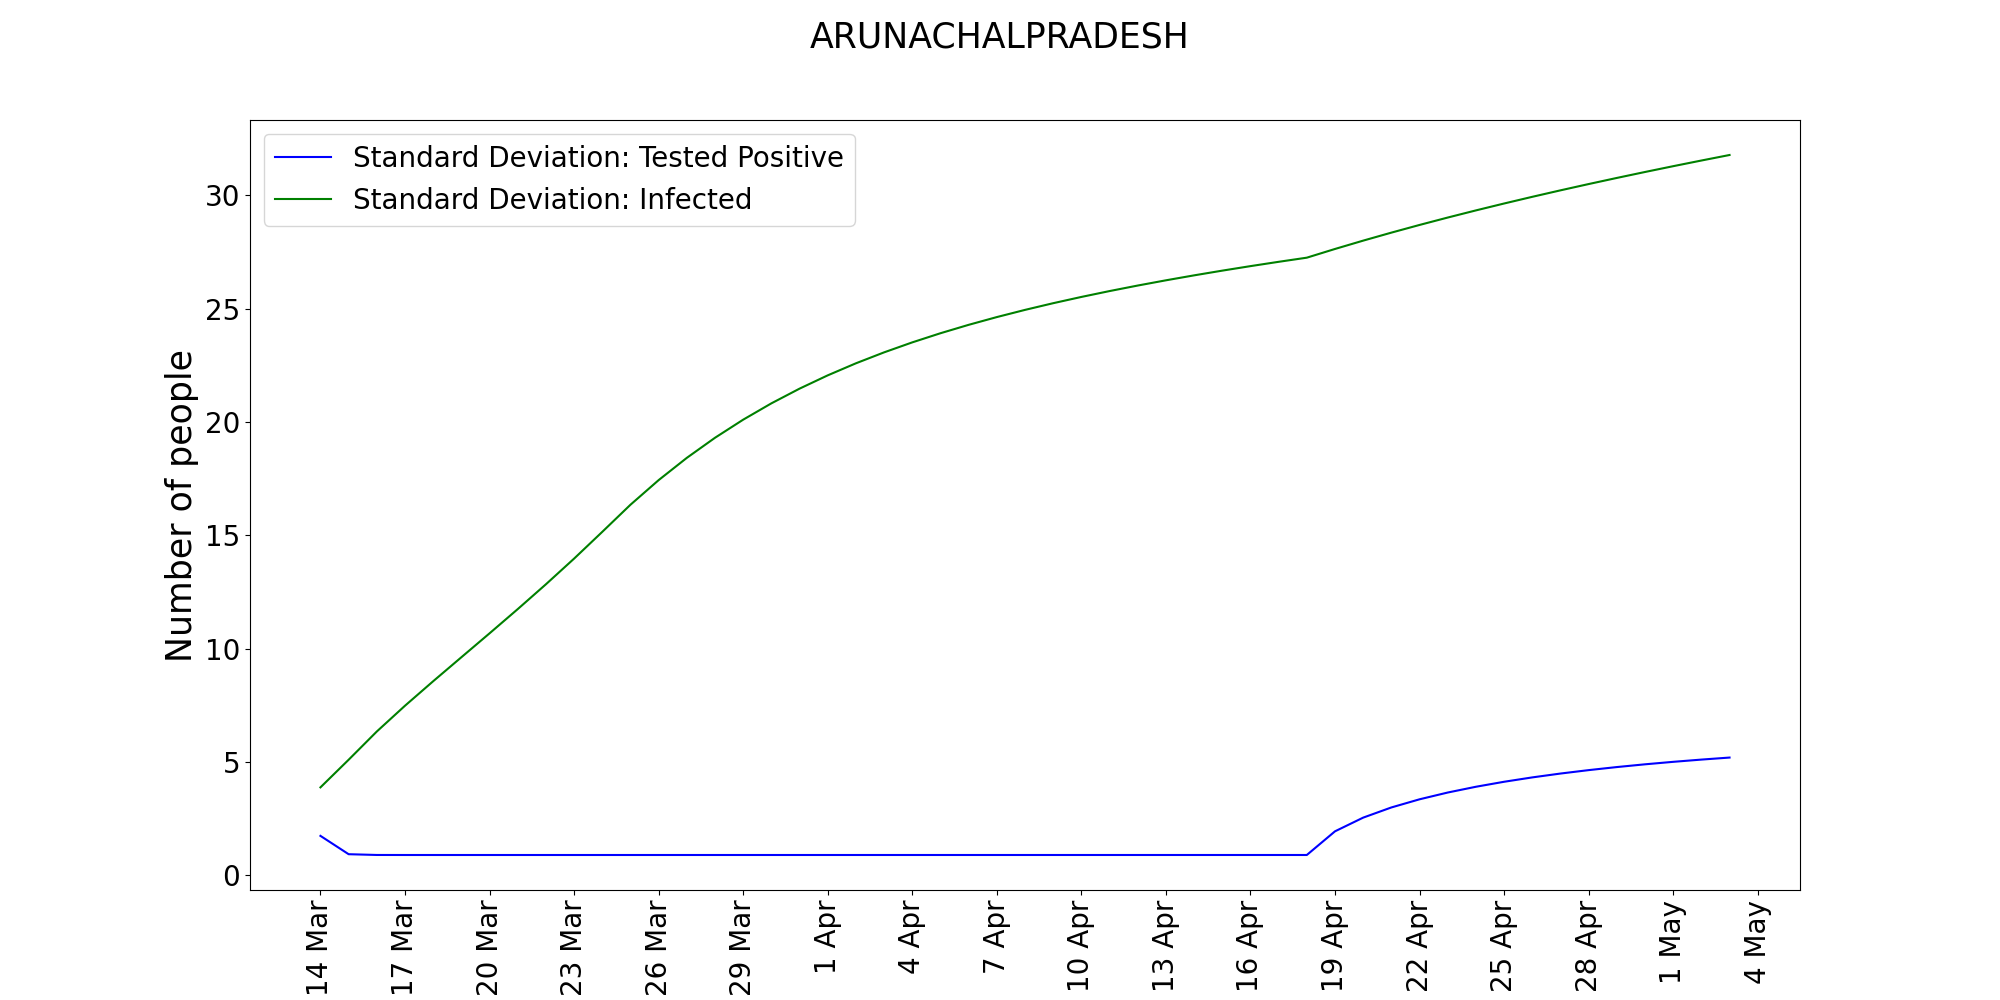 ARUNACHALPRADESH
Standard Deviation: Tested Positive
Standard Deviation: Infected
Number of people
30
25
20
15
10
5
0
14 Mar
17 Mar
20 Mar
23 Mar
26 Mar
29 Mar
1 Apr
4 Apr
7 Apr
10 Apr
13 Apr
16 Apr
19 Apr
22 Apr
25 Apr
28 Apr
1 May
4 May